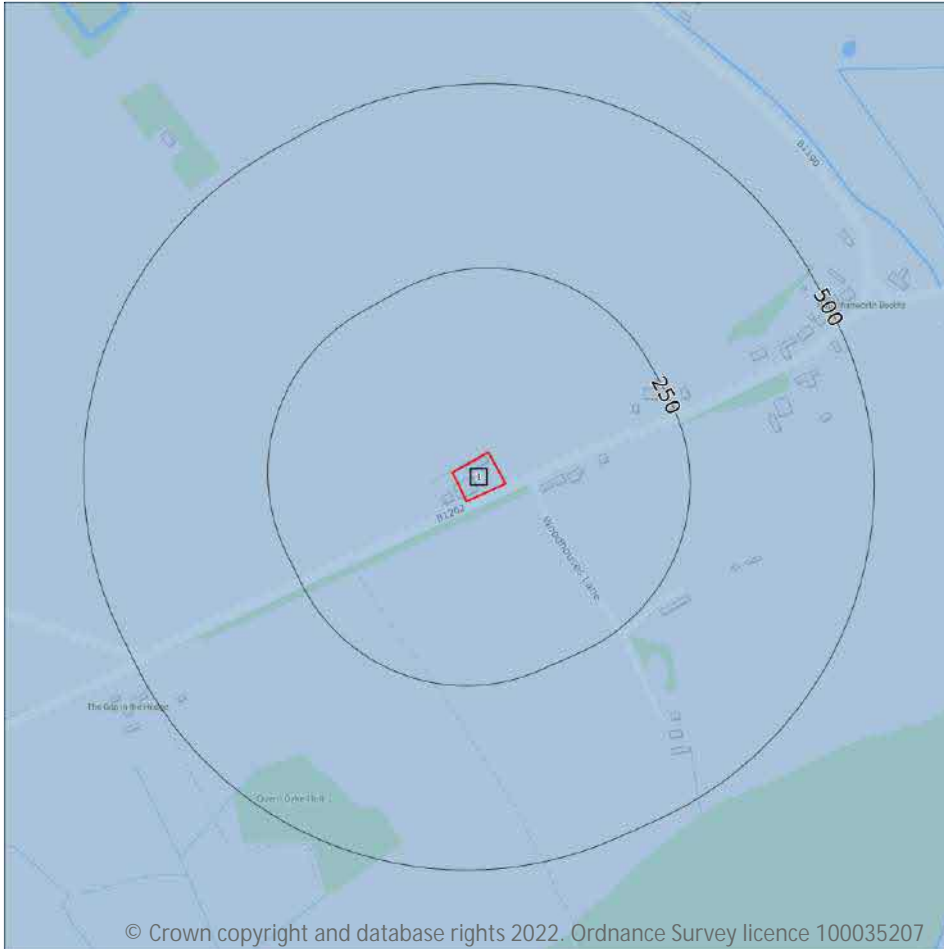 B1190
500
250
1
B1262
Woodhouses Lane
The Gap in the Hedge
© Crown copyright and database rights 2022. Ordnance Survey licence 100035207